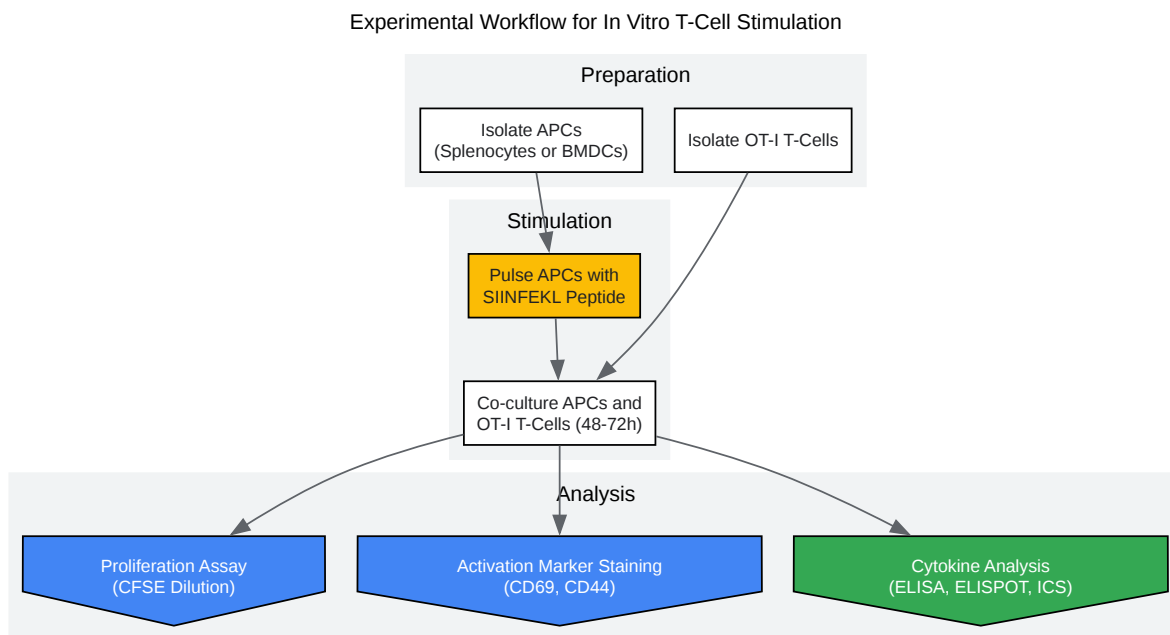 Experimental Workflow for In Vitro T-Cell Stimulation
Preparation
Isolate APCs
(Splenocytes or BMDCs)
Isolate OT-I T-Cells
Stimulation
Pulse APCs with
SIINFEKL Peptide
Co-culture APCs and
OT-I T-Cells (48-72h)
Analysis
Proliferation Assay
(CFSE Dilution)
Activation Marker Staining
(CD69, CD44)
Cytokine Analysis
(ELISA, ELISPOT, ICS)